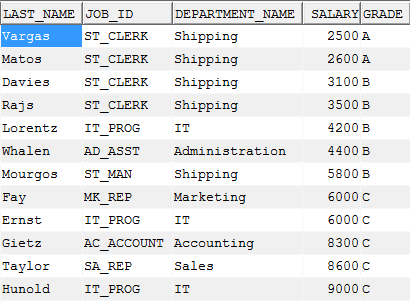 LAST_NAME JOB_ID DEPARTMENT_NAME SALARY GRADE
Vargas ST_CLERK Shipping 2500 A
Matos ST_CLERK Shipping 2600 A
Davies ST_CLERK Shipping 3100 B
Rajs ST_CLERK Shipping 3500 B
Lorentz IT_PROG IT 4200 B
Whalen AD_ASST Administration 4400 B
Mourgos ST_MAN Shipping 5800 B
Fay MK_REP Marketing 6000 C
Ernst IT_PROG IT 6000 C
Gietz AC_ACCOUNT Accounting 8300 C
Taylor SA_REP Sales 8600 C
Hunold IT_PROG IT 9000 C